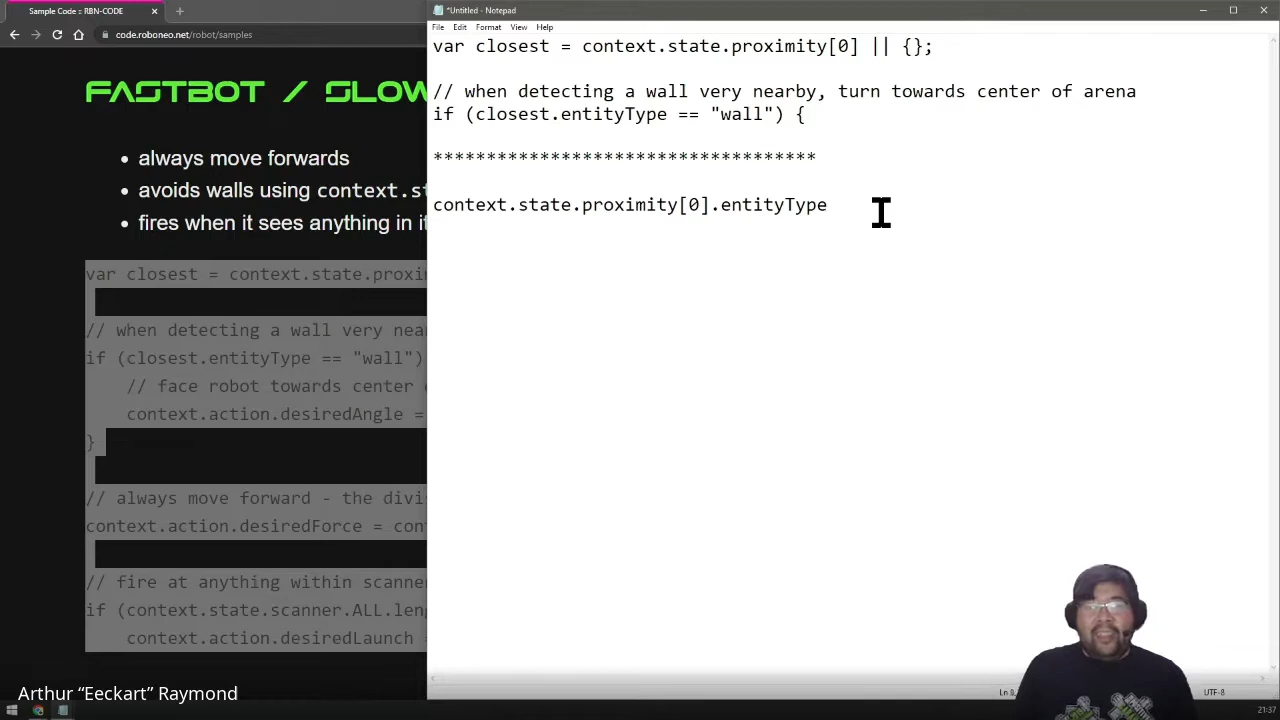 Sample Code :: RBN-CODE
code.roboneo.net/robot/samples
FASTBOT / SLOW
always move forwards
avoids walls using context.st
fires when it sees anything in it
var closest = context.state.proxim
// when detecting a wall very nea
if (closest.entityType == "wall")
// face robot towards center
context.action.desiredAngle =
}
// always move forward - the divis
context.action.desiredForce = con
// fire at anything within scanner
if (context.state.scanner.ALL.leng
context.action.desiredLaunch =
*Untitled - Notepad
File Edit Format View Help
var closest = context.state.proximity[0] || {};
// when detecting a wall very nearby, turn towards center of arena
if (closest.entityType == "wall") {
************************************
context.state.proximity[0].entityType
UTF-8
Arthur “Eeckart” Raymond
21:37